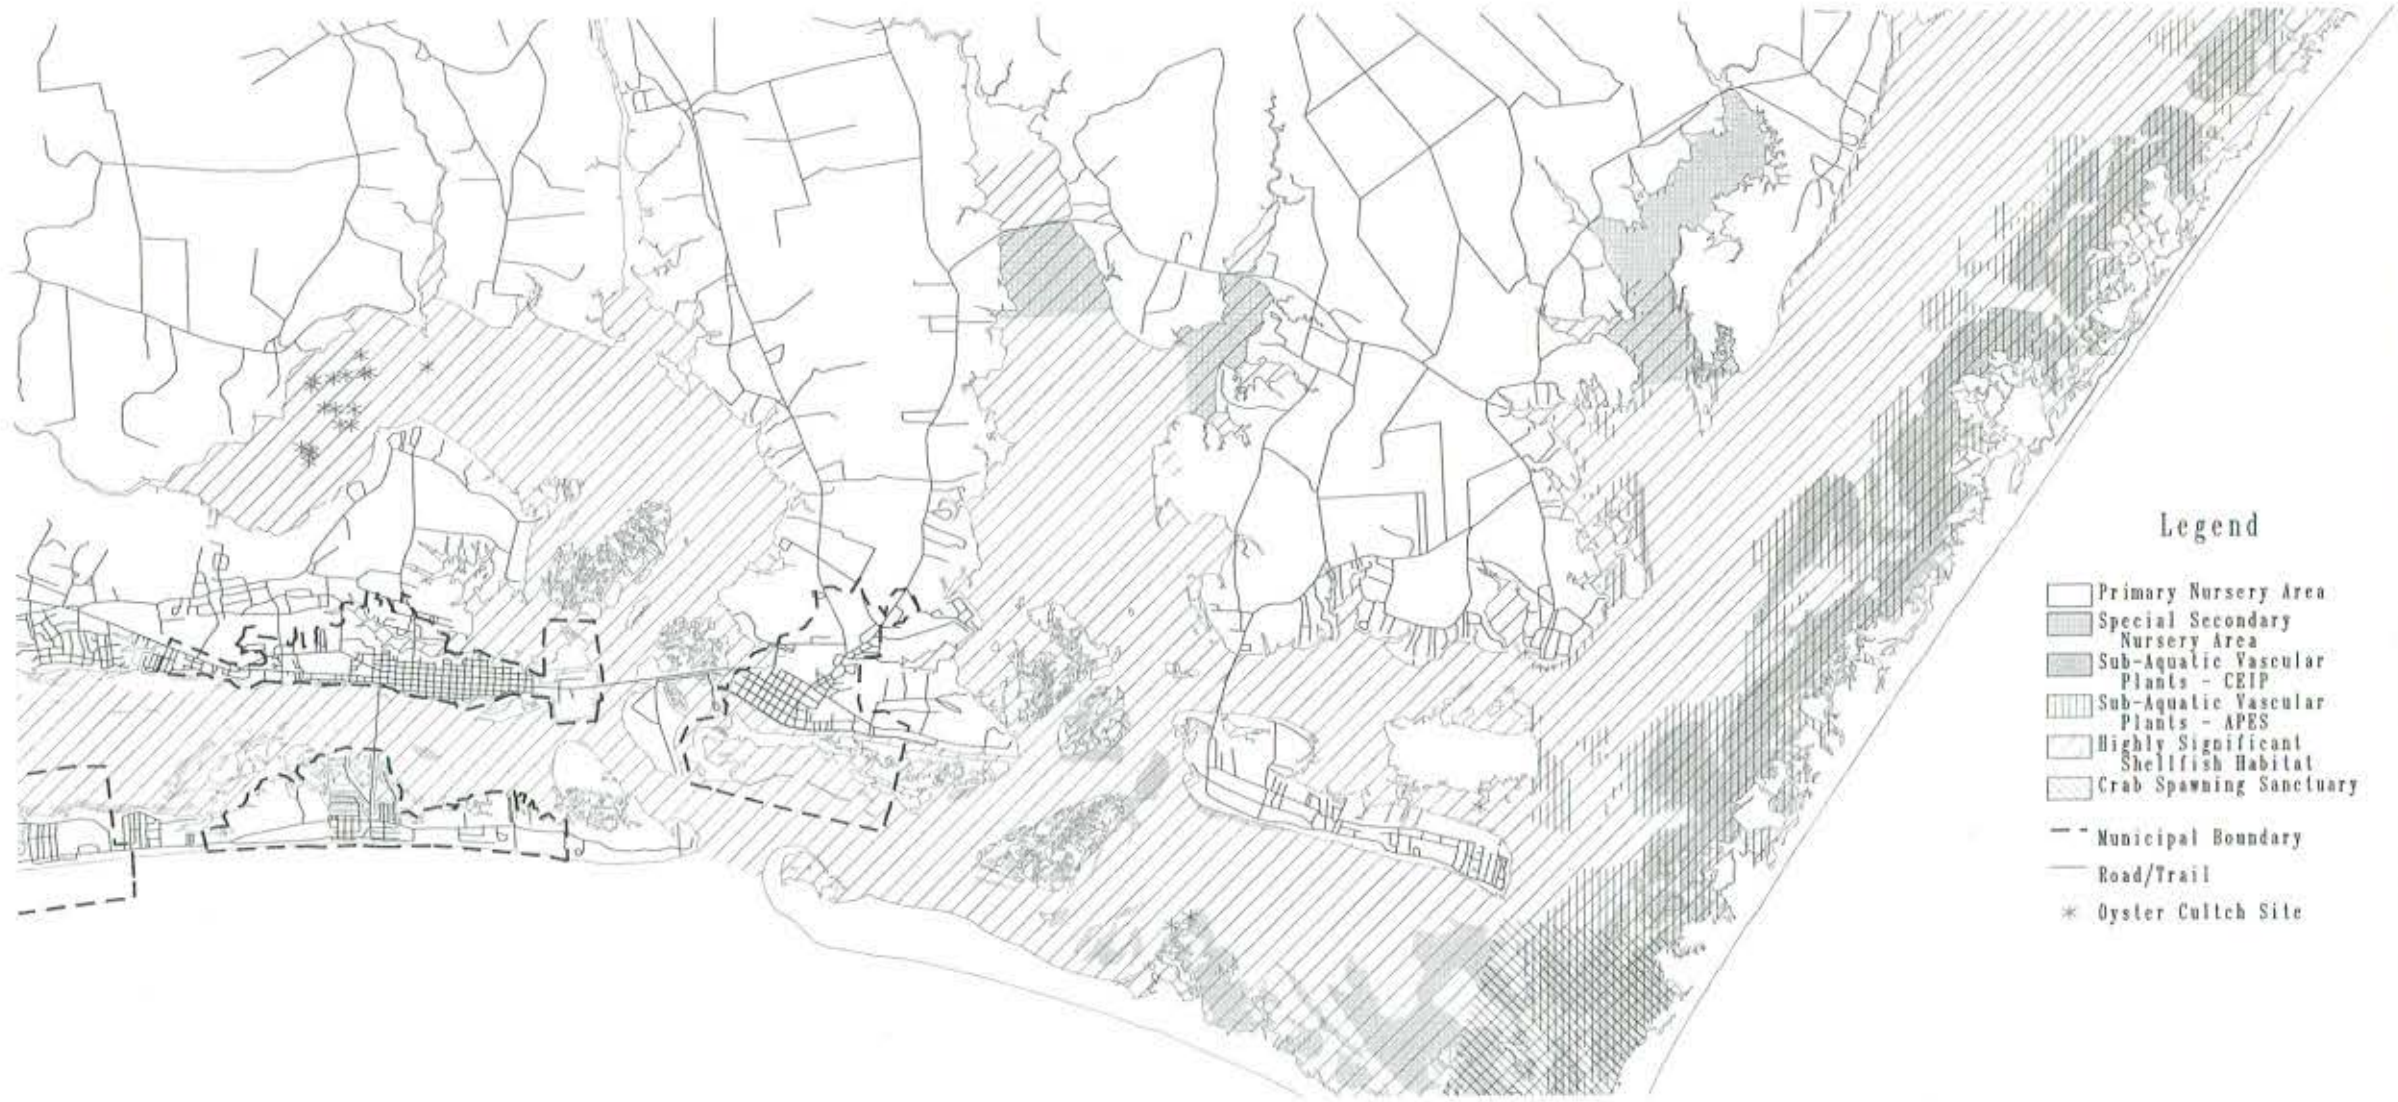 Legend
Primary Nursery Area
Special Secondary
Nursery Area
Sub-Aquatic Vascular
Plants - CEIP
Sub-Aquatic Vascular
Plants - APES
Highly Significant
Shellfish Habitat
Crab Spawning Sanctuary
Municipal Boundary
Road/Trail
Oyster Cultch Site